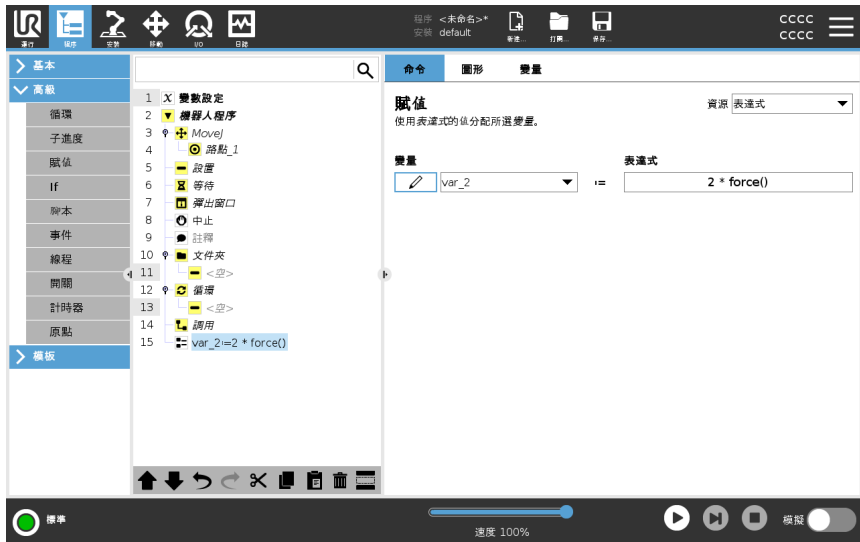 UR
運行
程序
安裝
移動
I/O
日誌
程序 <未命名>*
安裝 default
新建...
打開...
保存...
cccc
cccc
基本
高級
循環
子進度
賦值
If
腳本
事件
線程
開關
計時器
原點
模板
1 X 變數設定
2 機器人程序
3 MoveJ
4 路點_1
5 設置
6 等待
7 彈出窗口
8 中止
9 註釋
10 文件夾
11 <空>
12 循環
13 <空>
14 調用
15 var_2:=2 * force()
命令 圖形 變量
賦值
資源 表達式
使用表達式的值分配所選變量。
變量 表達式
var_2 := 2 * force()
標準
速度 100%
模擬